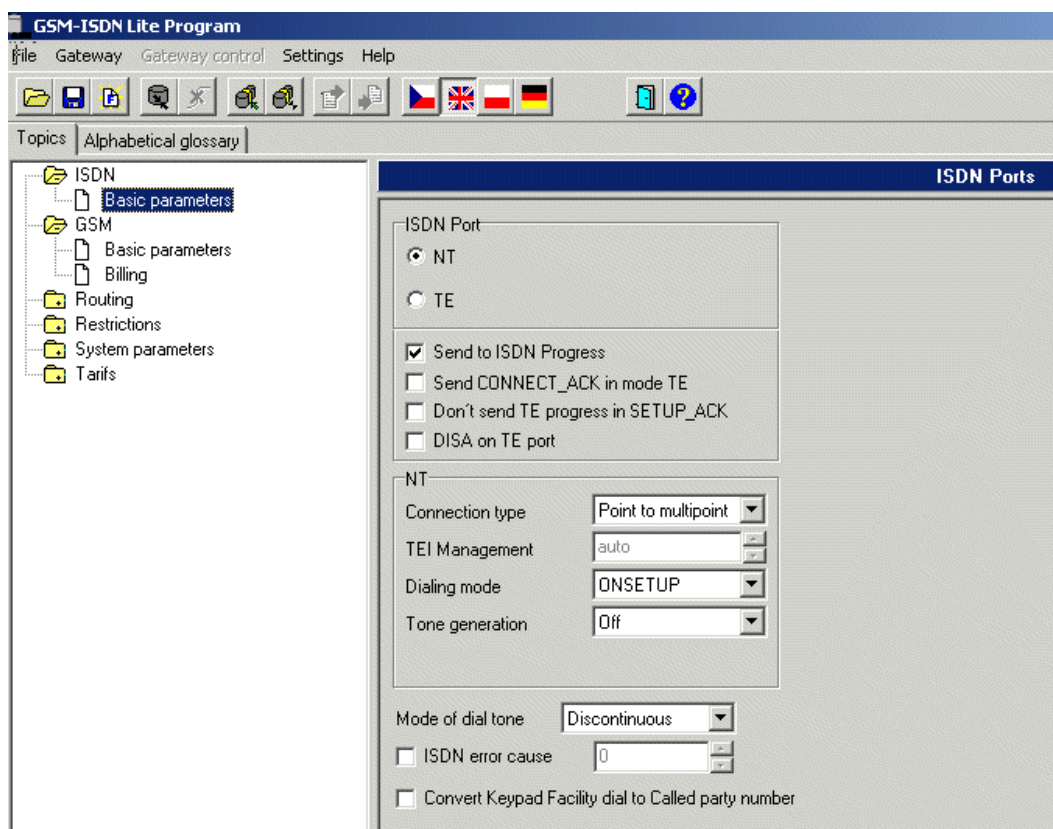 GSM-ISDN Lite Program
File Gateway Gateway control Settings Help
Topics Alphabetical glossary
ISDN
Basic parameters
GSM
Basic parameters
Billing
Routing
Restrictions
System parameters
Tarifs
ISDN Ports
ISDN Port
NT
TE
Send to ISDN Progress
Send CONNECT_ACK in mode TE
Don´t send TE progress in SETUP_ACK
DISA on TE port
NT
Connection type Point to multipoint
TEI Management auto
Dialing mode ONSETUP
Tone generation Off
Mode of dial tone Discontinuous
ISDN error cause 0
Convert Keypad Facility dial to Called party number